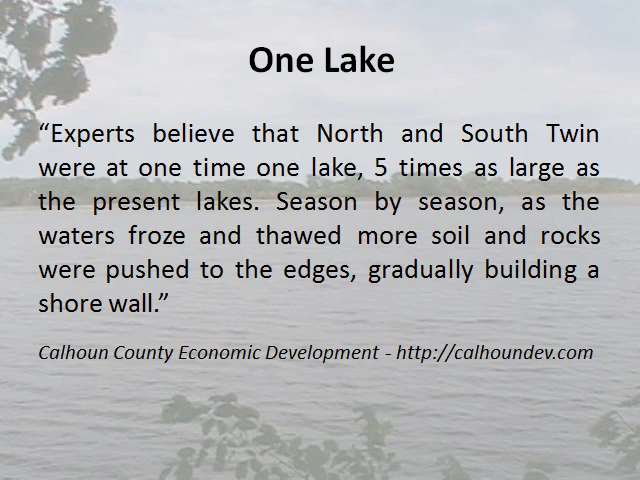 One Lake
“Experts believe that North and South Twin
were at one time one lake, 5 times as large as
the present lakes. Season by season, as the
waters froze and thawed more soil and rocks
were pushed to the edges, gradually building a
shore wall.”
Calhoun County Economic Development - http://calhoundev.com